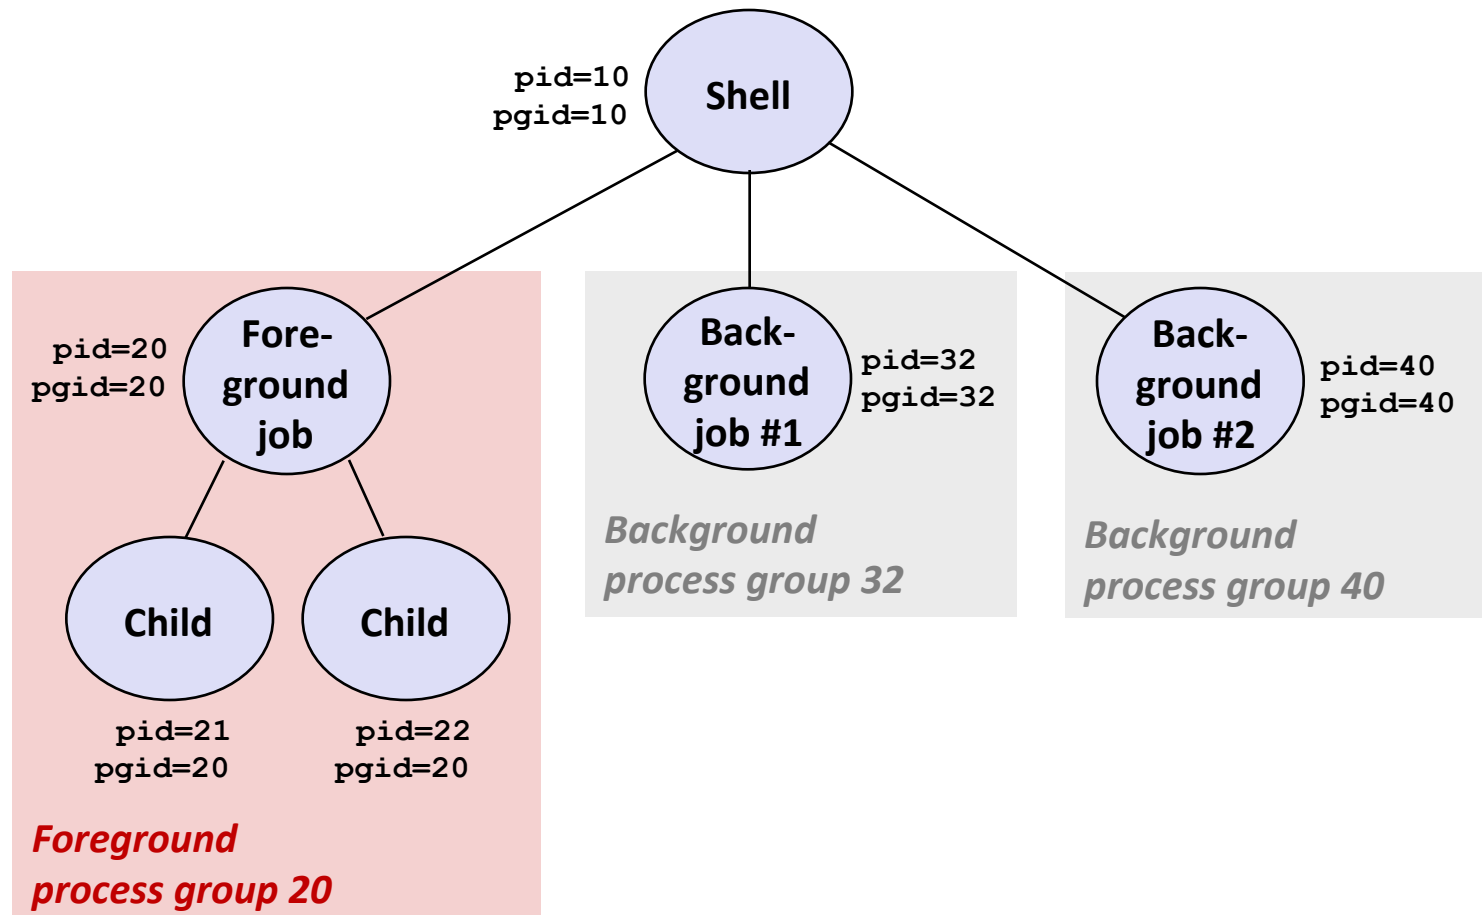 pid=10
pgid=10
Shell
pid=20
pgid=20
Fore-
ground
job
Back-
ground
job #1
pid=32
pgid=32
Back-
ground
job #2
pid=40
pgid=40
Background
process group 32
Background
process group 40
Child
Child
pid=21
pgid=20
pid=22
pgid=20
Foreground
process group 20